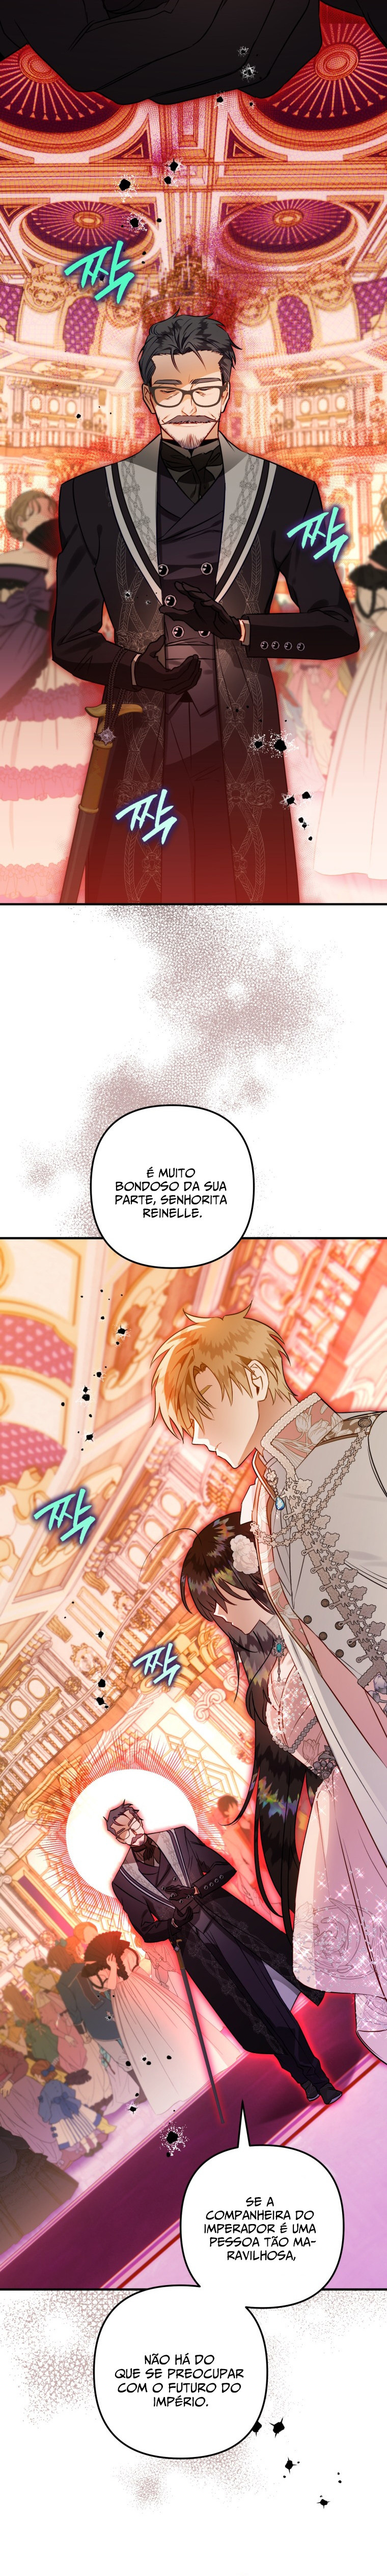 짝
짝
짝
É MUITO
BONDOSO DA SUA
PARTE, SENHORITA
REINELLE.
짝
짝
SE A
COMPANHEIRA DO
IMPERADOR É UMA
PESSOA TÃO MA-
RAVILHOSA,
NÃO HÁ DO
QUE SE PREOCUPAR
COM O FUTURO DO
IMPÉRIO.